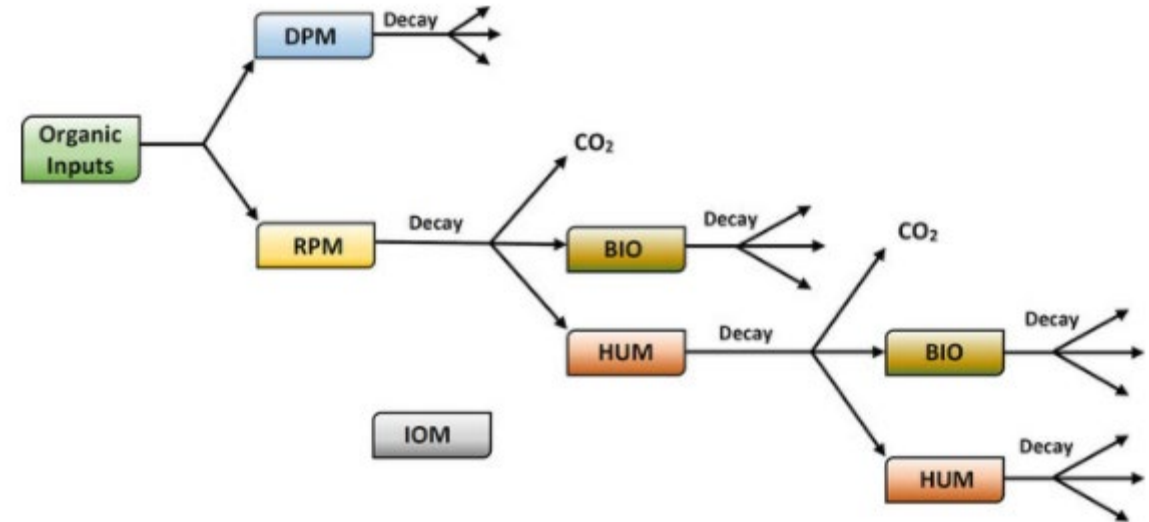 DPM
Decay
Organic
Inputs
CO₂
RPM
Decay
BIO
Decay
CO₂
HUM
Decay
BIO
Decay
IOM
HUM
Decay